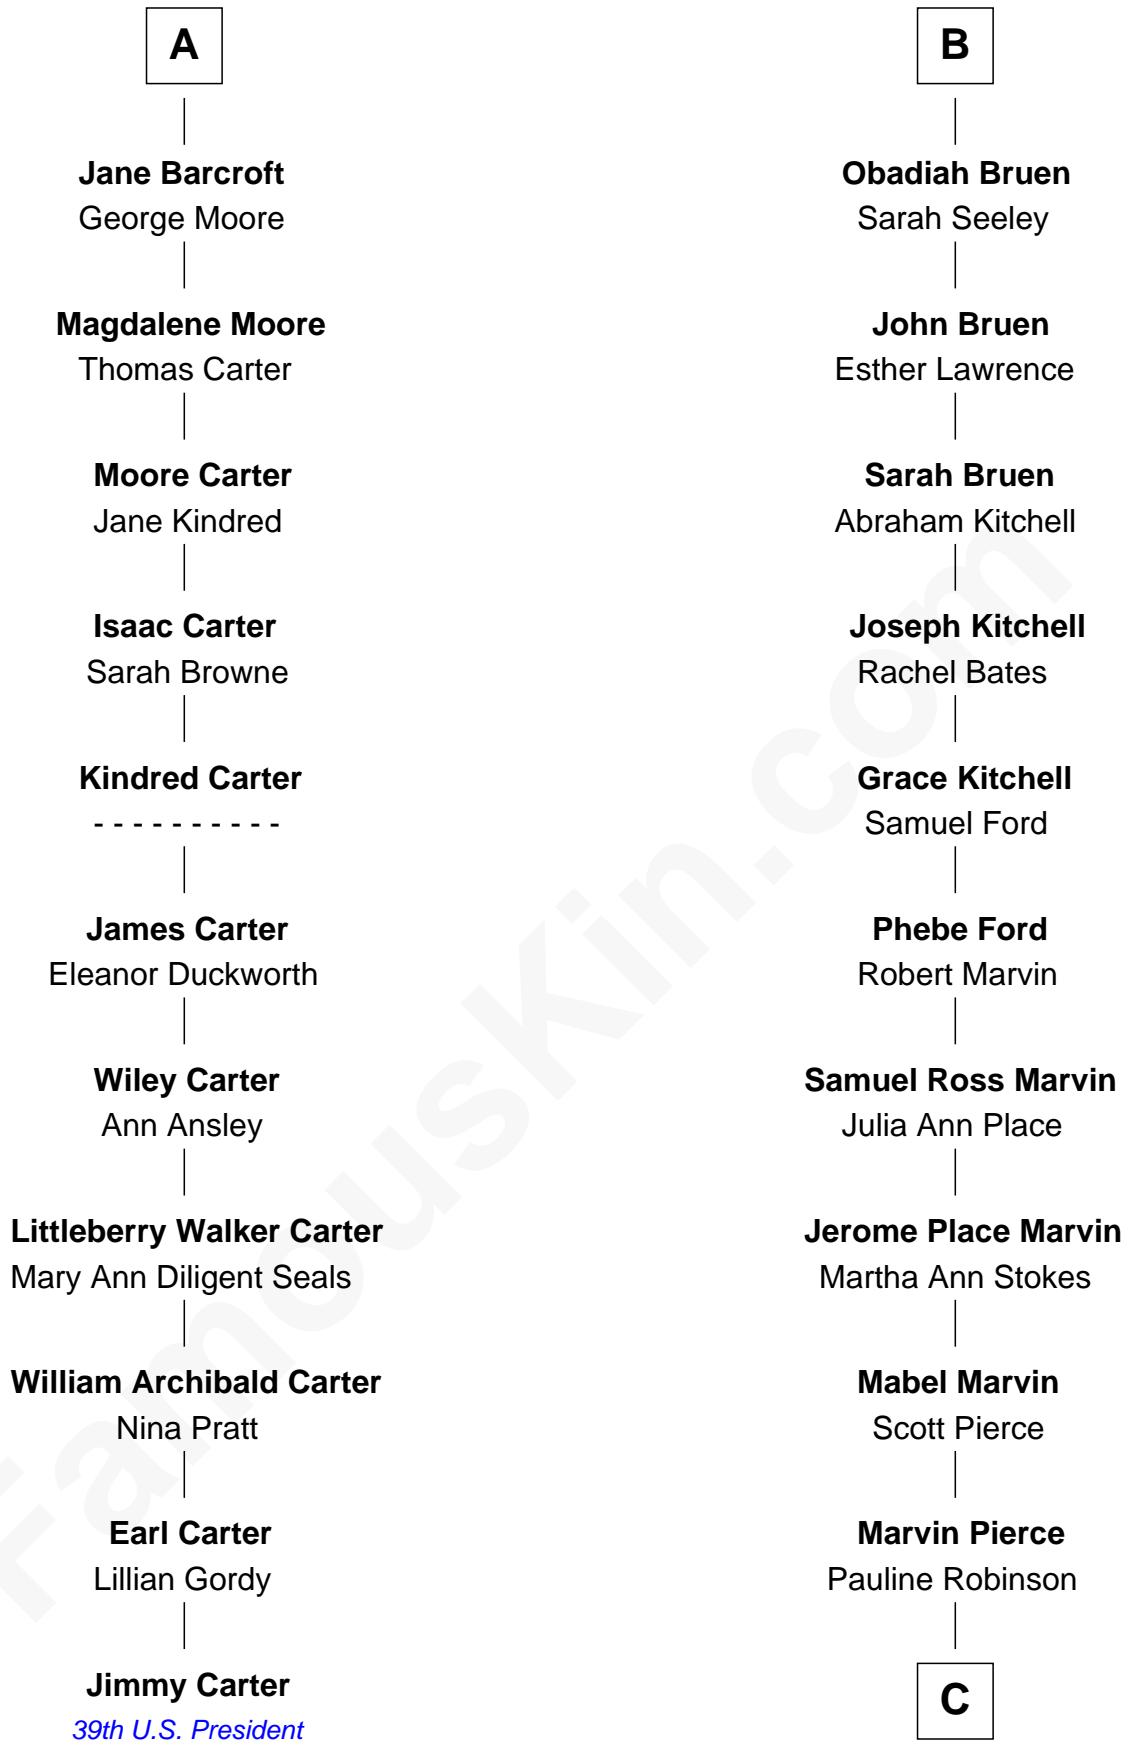 A
Jane Barcroft
George Moore
Magdalene Moore
Thomas Carter
Moore Carter
Jane Kindred
Isaac Carter
Sarah Browne
Kindred Carter
- - - - - - - - - -
James Carter
Eleanor Duckworth
Wiley Carter
Ann Ansley
Littleberry Walker Carter
Mary Ann Diligent Seals
William Archibald Carter
Nina Pratt
Earl Carter
Lillian Gordy
Jimmy Carter
39th U.S. President
B
Obadiah Bruen
Sarah Seeley
John Bruen
Esther Lawrence
Sarah Bruen
Abraham Kitchell
Joseph Kitchell
Rachel Bates
Grace Kitchell
Samuel Ford
Phebe Ford
Robert Marvin
Samuel Ross Marvin
Julia Ann Place
Jerome Place Marvin
Martha Ann Stokes
Mabel Marvin
Scott Pierce
Marvin Pierce
Pauline Robinson
C
FamousKin.com